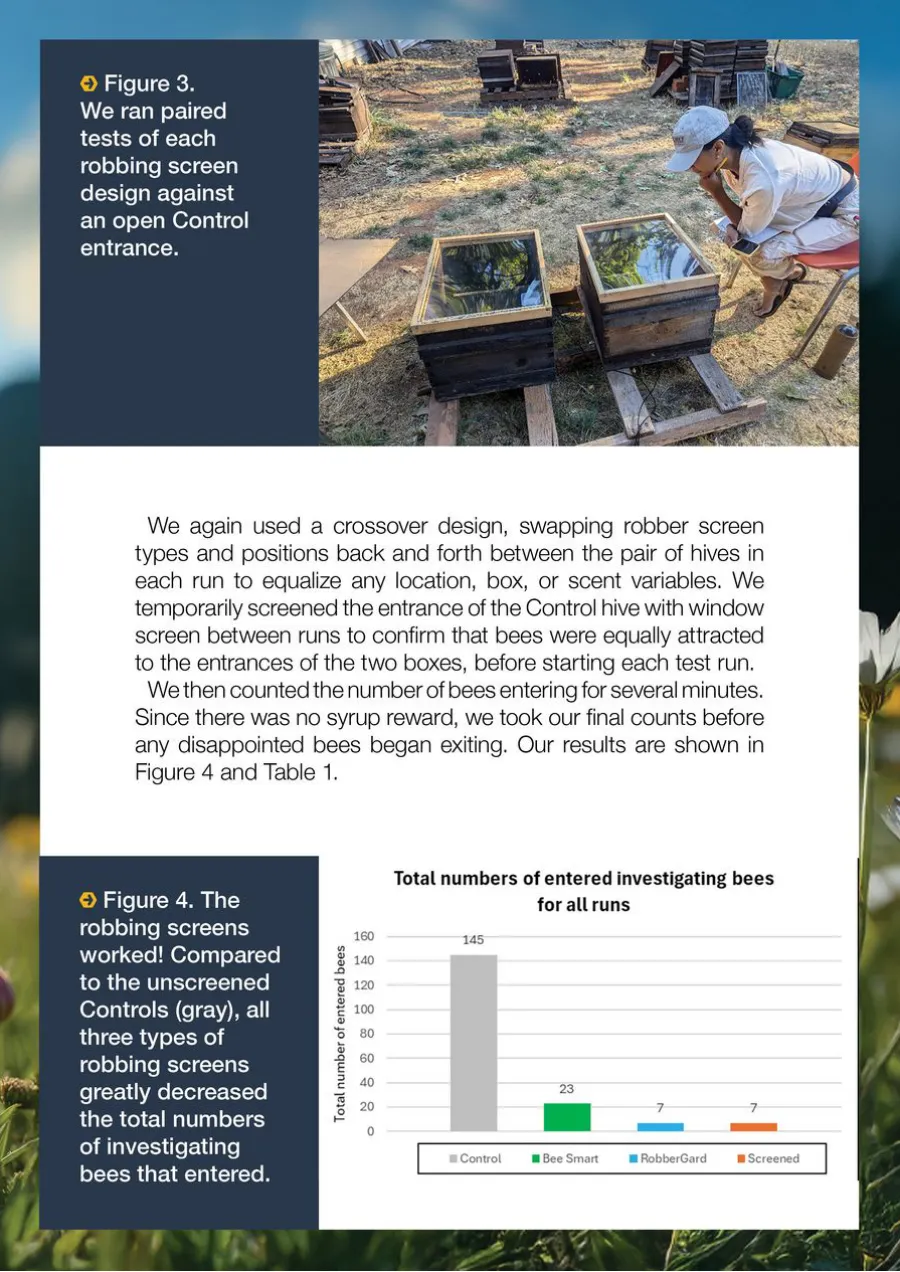 Figure 3.
We ran paired
tests of each
robbing screen
design against
an open Control
entrance.
We again used a crossover design, swapping robber screen
types and positions back and forth between the pair of hives in
each run to equalize any location, box, or scent variables. We
temporarily screened the entrance of the Control hive with window
screen between runs to confirm that bees were equally attracted
to the entrances of the two boxes, before starting each test run.
We then counted the number of bees entering for several minutes.
Since there was no syrup reward, we took our final counts before
any disappointed bees began exiting. Our results are shown in
Figure 4 and Table 1.
Figure 4. The
robbing screens
worked! Compared
to the unscreened
Controls (gray), all
three types of
robbing screens
greatly decreased
the total numbers
of investigating
bees that entered.
Total numbers of entered investigating bees
for all runs
Total number of entered bees
160
140
120
100
80
60
40
20
0
145
23
7
7
Control
Bee Smart
RobberGard
Screened